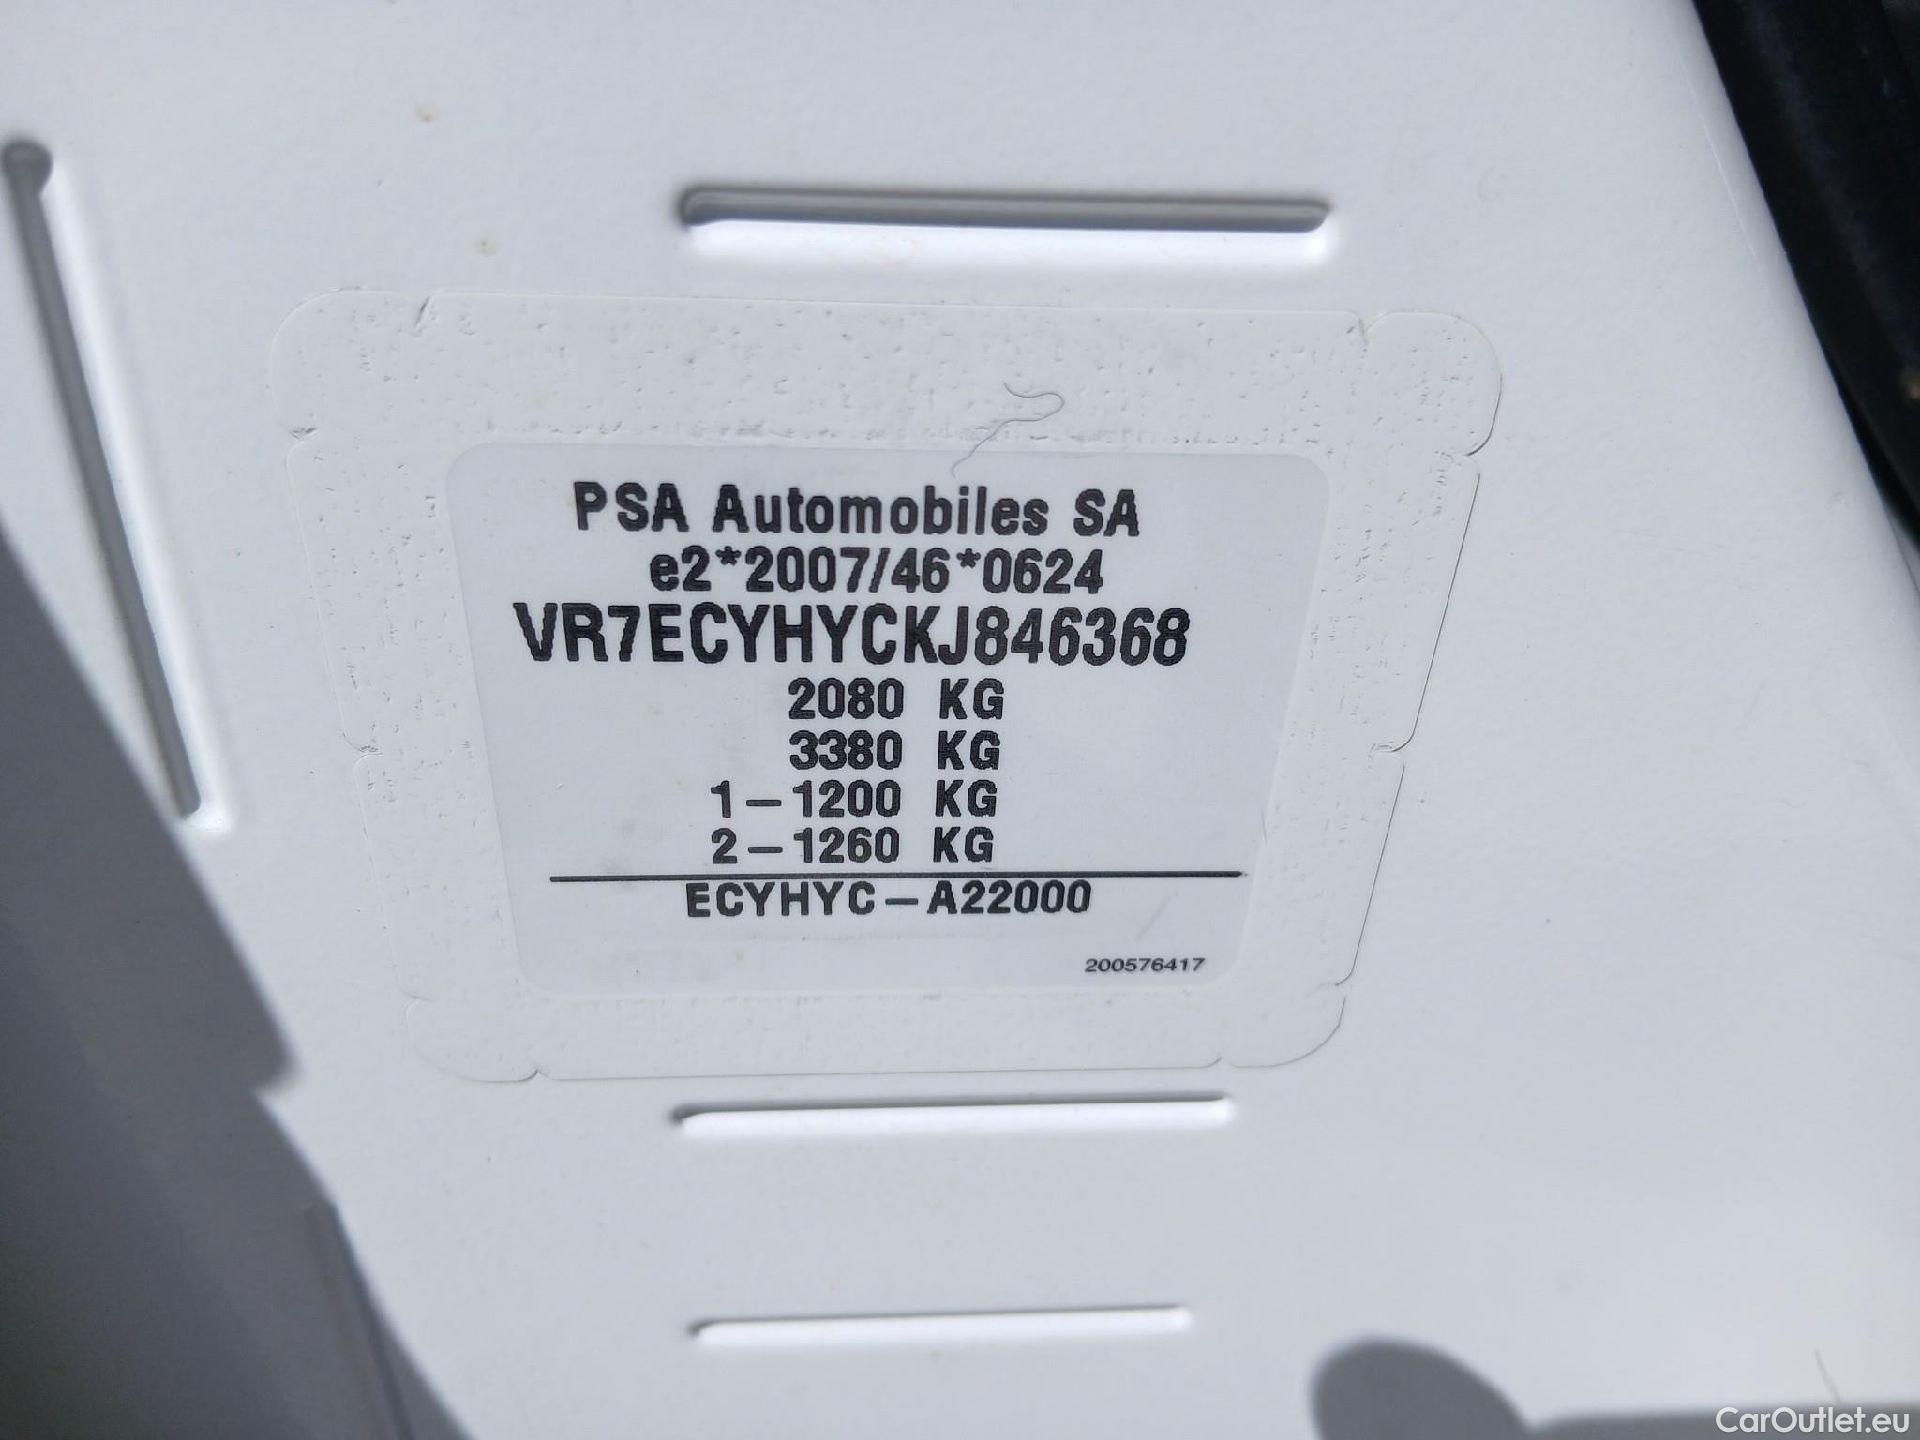 PSA Automobiles SA
e2*2007/46*0624
VR7ECYHYCKJ846368
2080 KG
3380 KG
1-1200 KG
2-1260 KG
ECYHYC-A22000
200576417
CarOutlet.eu